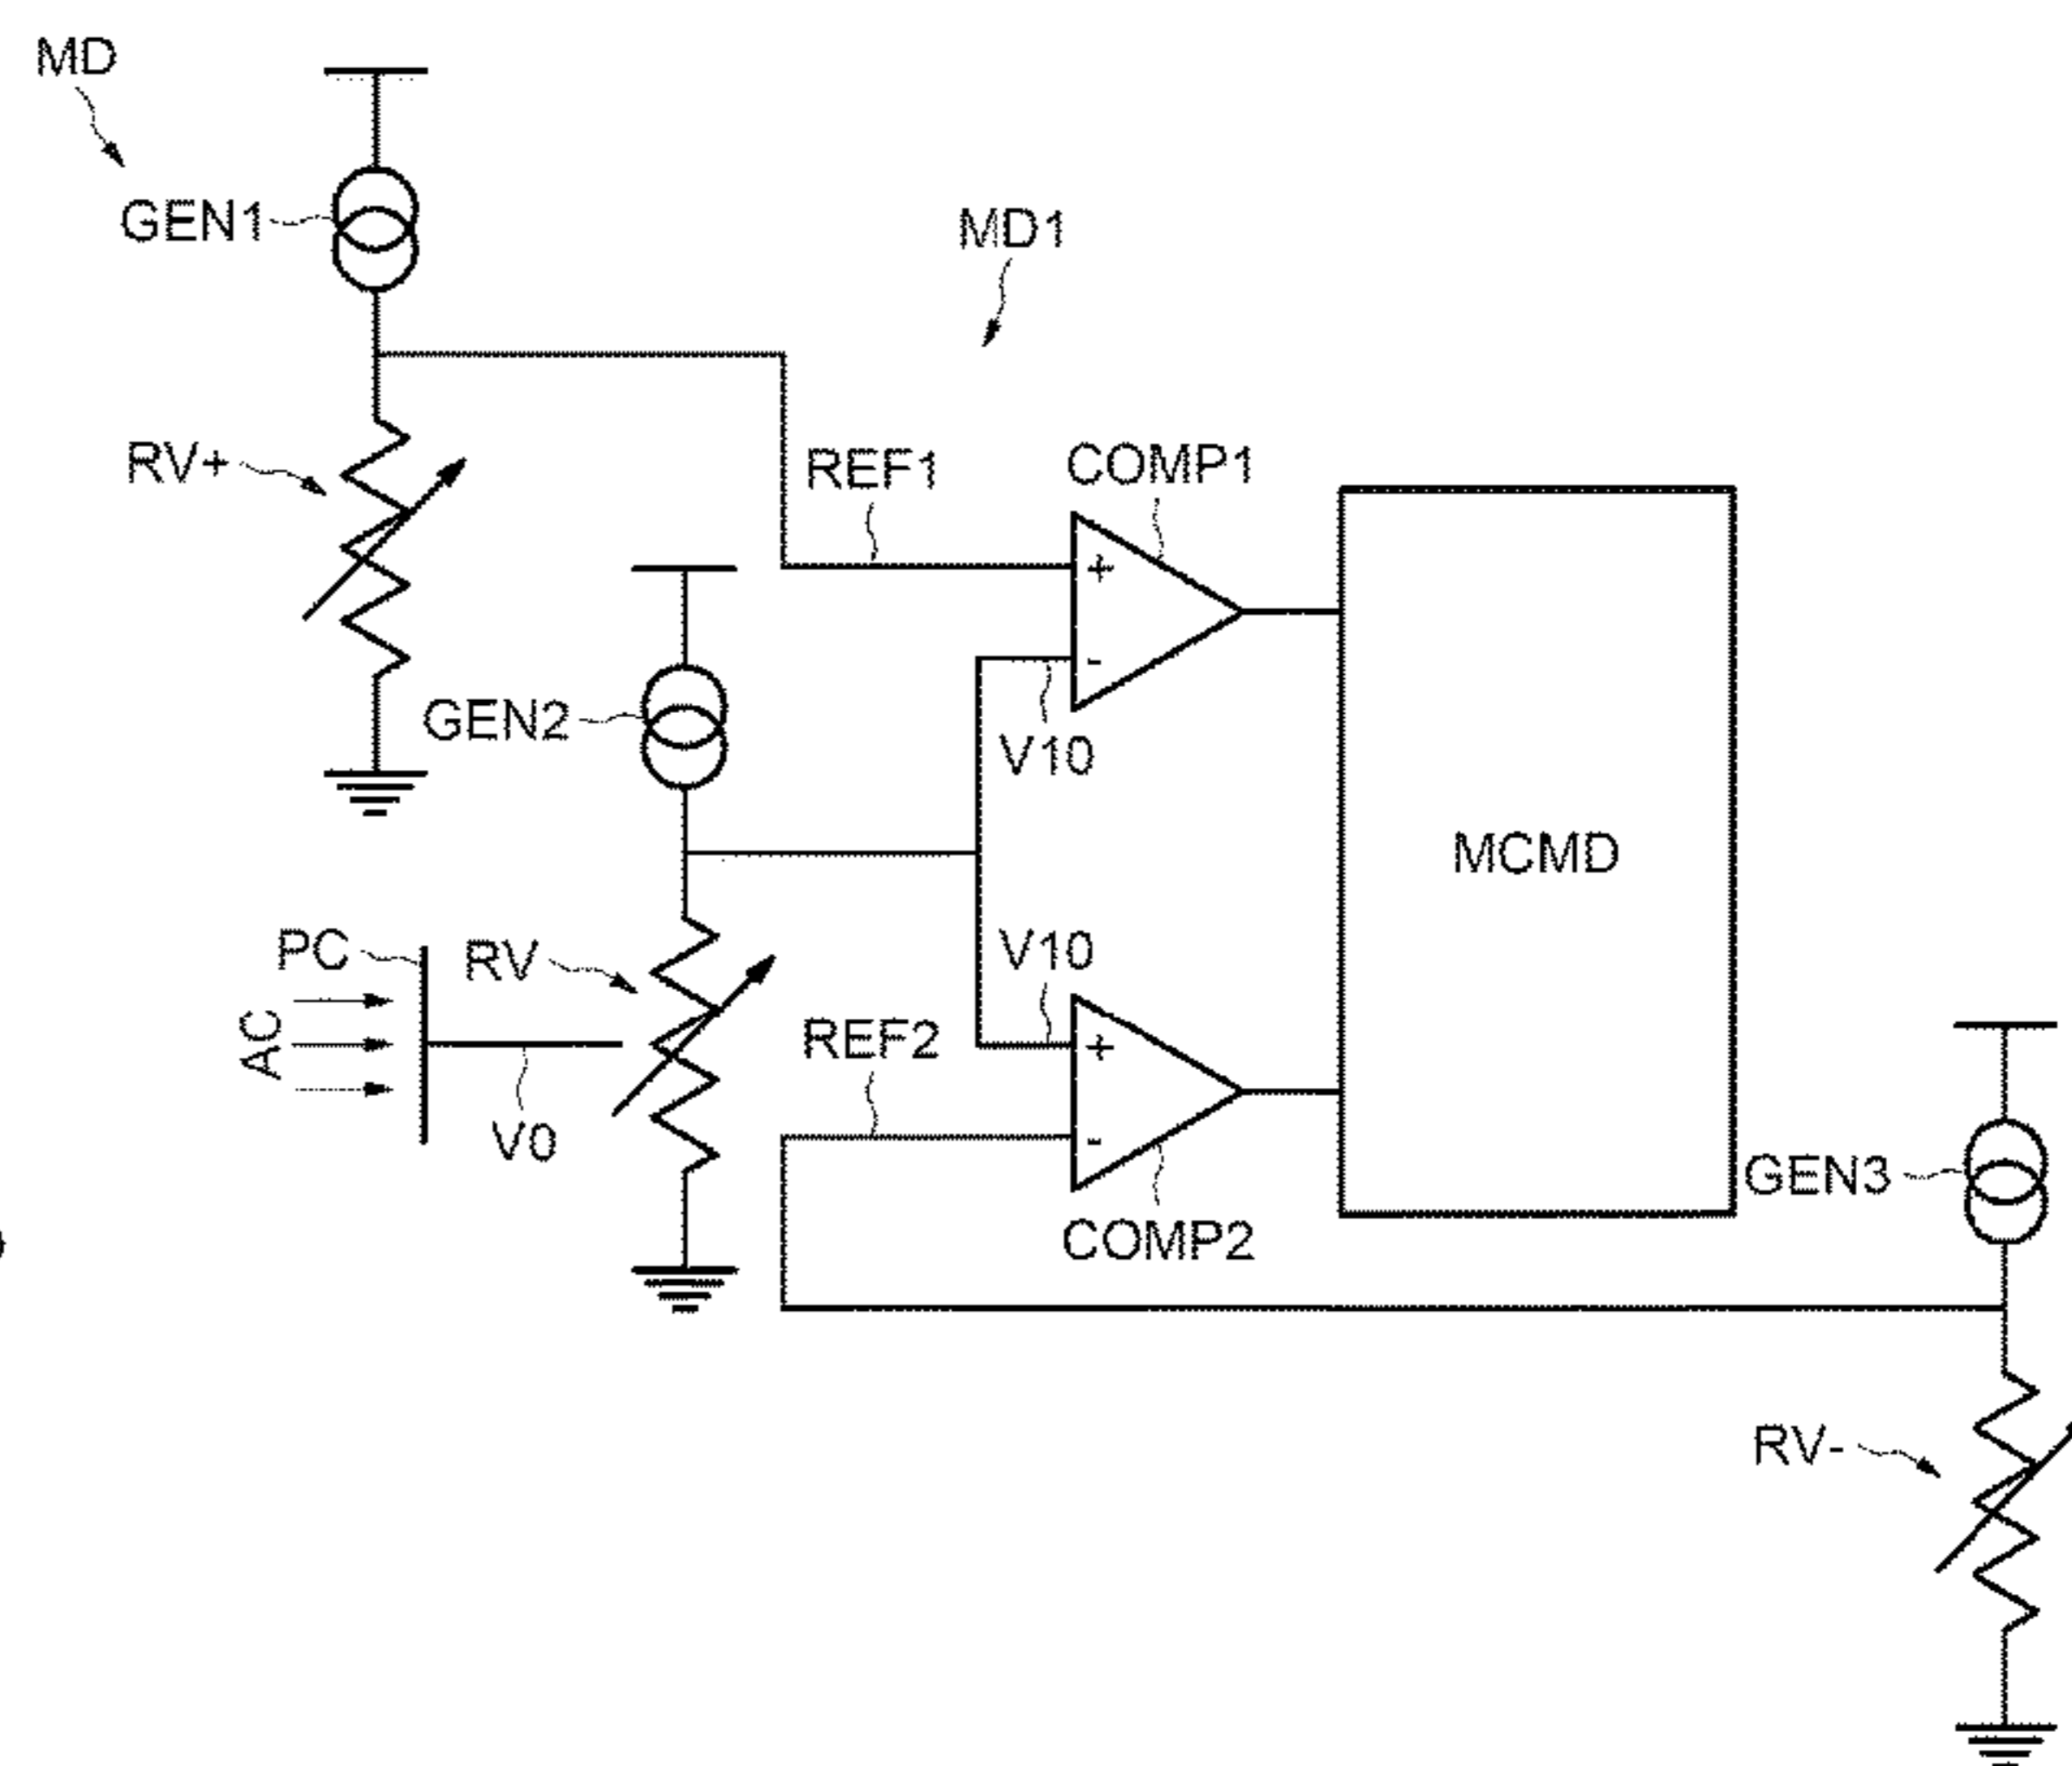 MD
GEN1
MD1
RV+
REF1
COMP1
+
-
GEN2
V10
MCMD
PC
RV
V10
AC
REF2
+
-
V0
GEN3
COMP2
RV-